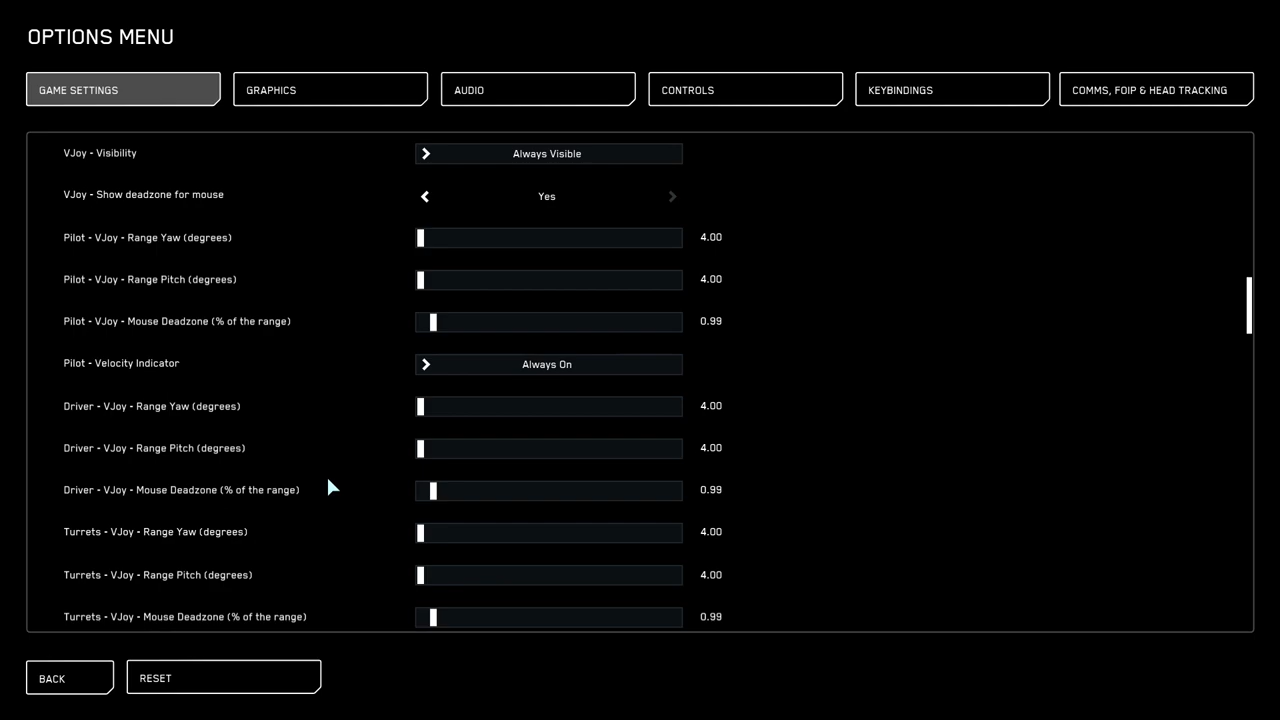 OPTIONS MENU
GAME SETTINGS GRAPHICS AUDIO CONTROLS KEYBINDINGS COMMS, FOIP & HEAD TRACKING
VJoy - Visibility Always Visible
VJoy - Show deadzone for mouse Yes
Pilot - VJoy - Range Yaw (degrees) 4.00
Pilot - VJoy - Range Pitch (degrees) 4.00
Pilot - VJoy - Mouse Deadzone (% of the range) 0.99
Pilot - Velocity Indicator Always On
Driver - VJoy - Range Yaw (degrees) 4.00
Driver - VJoy - Range Pitch (degrees) 4.00
Driver - VJoy - Mouse Deadzone (% of the range) 0.99
Turrets - VJoy - Range Yaw (degrees) 4.00
Turrets - VJoy - Range Pitch (degrees) 4.00
Turrets - VJoy - Mouse Deadzone (% of the range) 0.99
BACK RESET